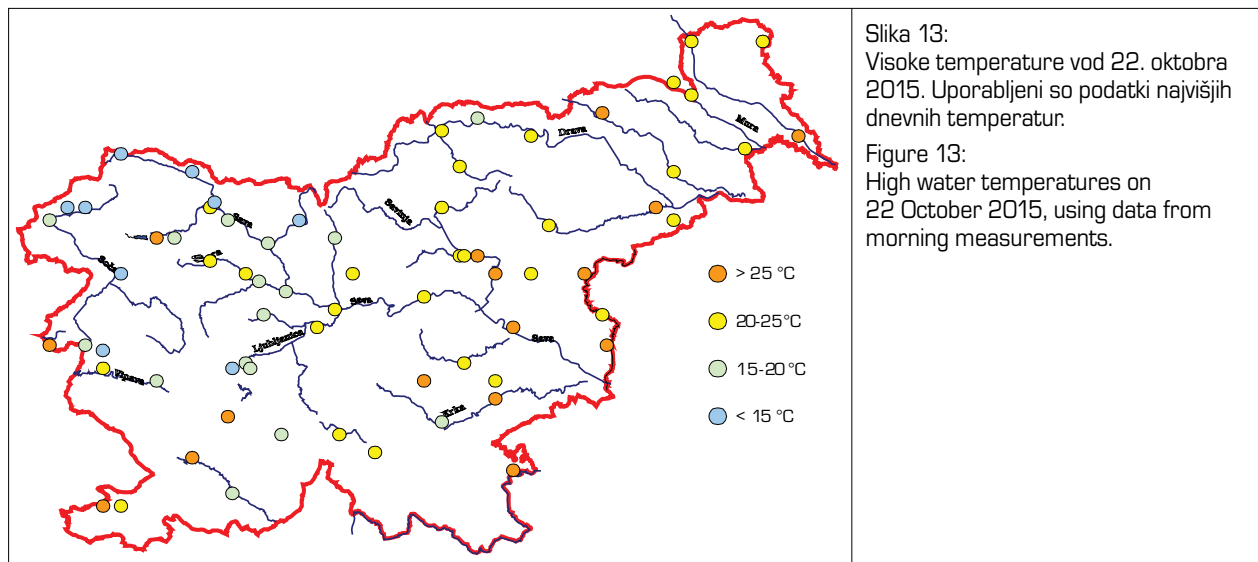 Slika 13:
Visoke temperature vod 22. oktobra
2015. Uporabljeni so podatki najvišjih
dnevnih temperatur.
Figure 13:
High water temperatures on
22 October 2015, using data from
morning measurements.
Mura
Drava
Savinja
Sava
Soča
Sava
Ljubljanica
Sava
Vipava
Krka
> 25 °C
20-25°C
15-20°C
< 15 °C